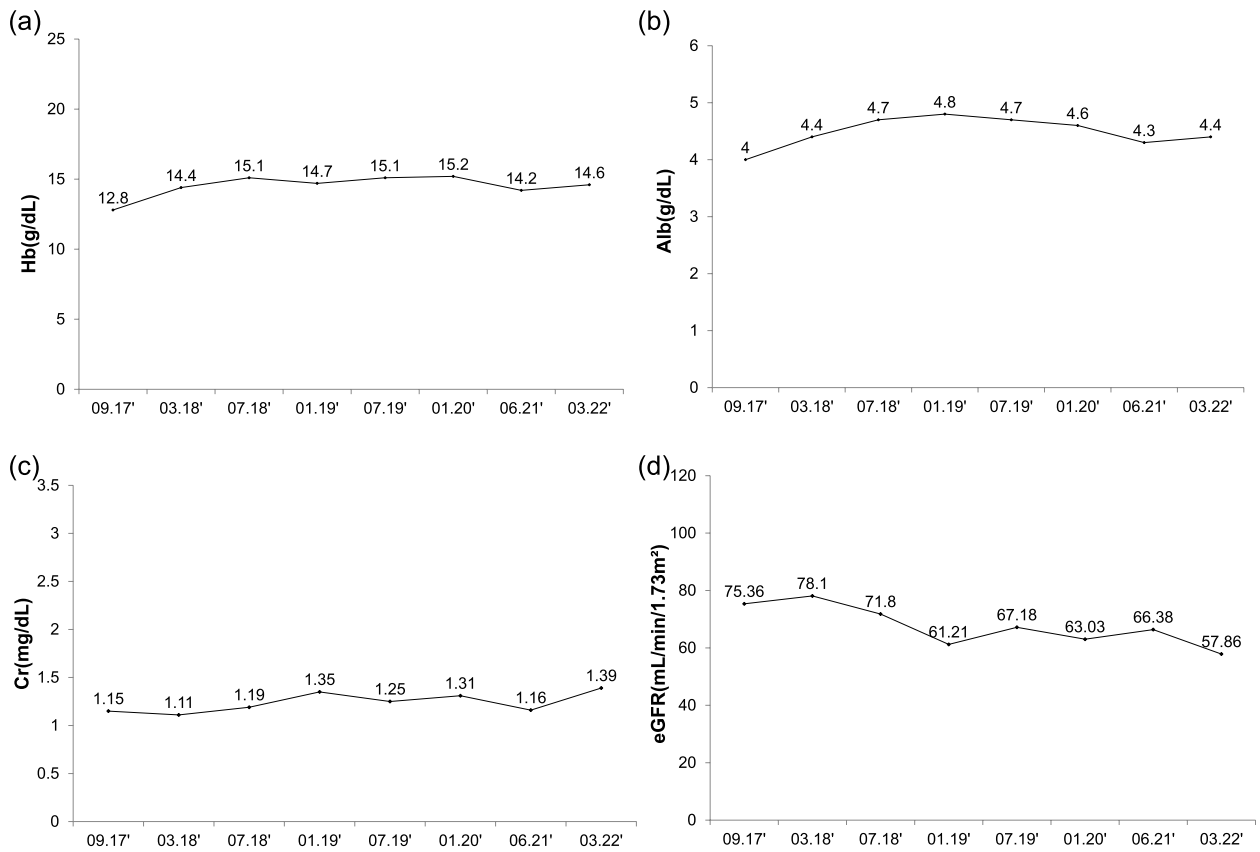 (a)
Hb(g/dL)
25
20
15
10
5
0
12.8 14.4 15.1 14.7 15.1 15.2 14.2 14.6
09.17' 03.18' 07.18' 01.19' 07.19' 01.20' 06.21' 03.22'
(b)
Alb(g/dL)
6
5
4
3
2
1
0
4 4.4 4.7 4.8 4.7 4.6 4.3 4.4
09.17' 03.18' 07.18' 01.19' 07.19' 01.20' 06.21' 03.22'
(c)
Cr(mg/dL)
3.5
3
2.5
2
1.5
1
0.5
0
1.15 1.11 1.19 1.35 1.25 1.31 1.16 1.39
09.17' 03.18' 07.18' 01.19' 07.19' 01.20' 06.21' 03.22'
(d)
eGFR(mL/min/1.73m²)
120
100
80
60
40
20
0
75.36 78.1 71.8 61.21 67.18 63.03 66.38 57.86
09.17' 03.18' 07.18' 01.19' 07.19' 01.20' 06.21' 03.22'